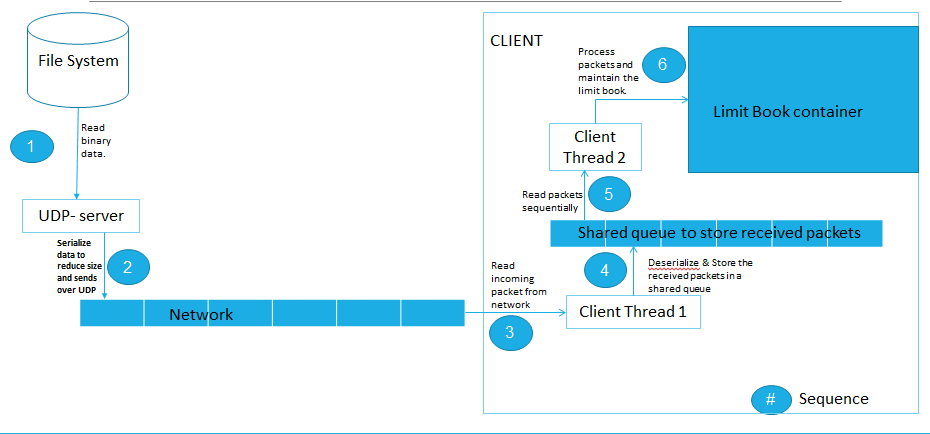 File System
1
Read
binary
data.
UDP- server
Serialize
data to
reduce size
and sends
over UDP
2
Network
CLIENT
Read
incoming
packet from
network
3
Client Thread 1
4
Deserialize & Store the
received packets in a
shared queue
Shared queue to store received packets
Read packets
sequentially
5
Client
Thread 2
Process
packets and
maintain the
limit book.
6
Limit Book container
#
Sequence